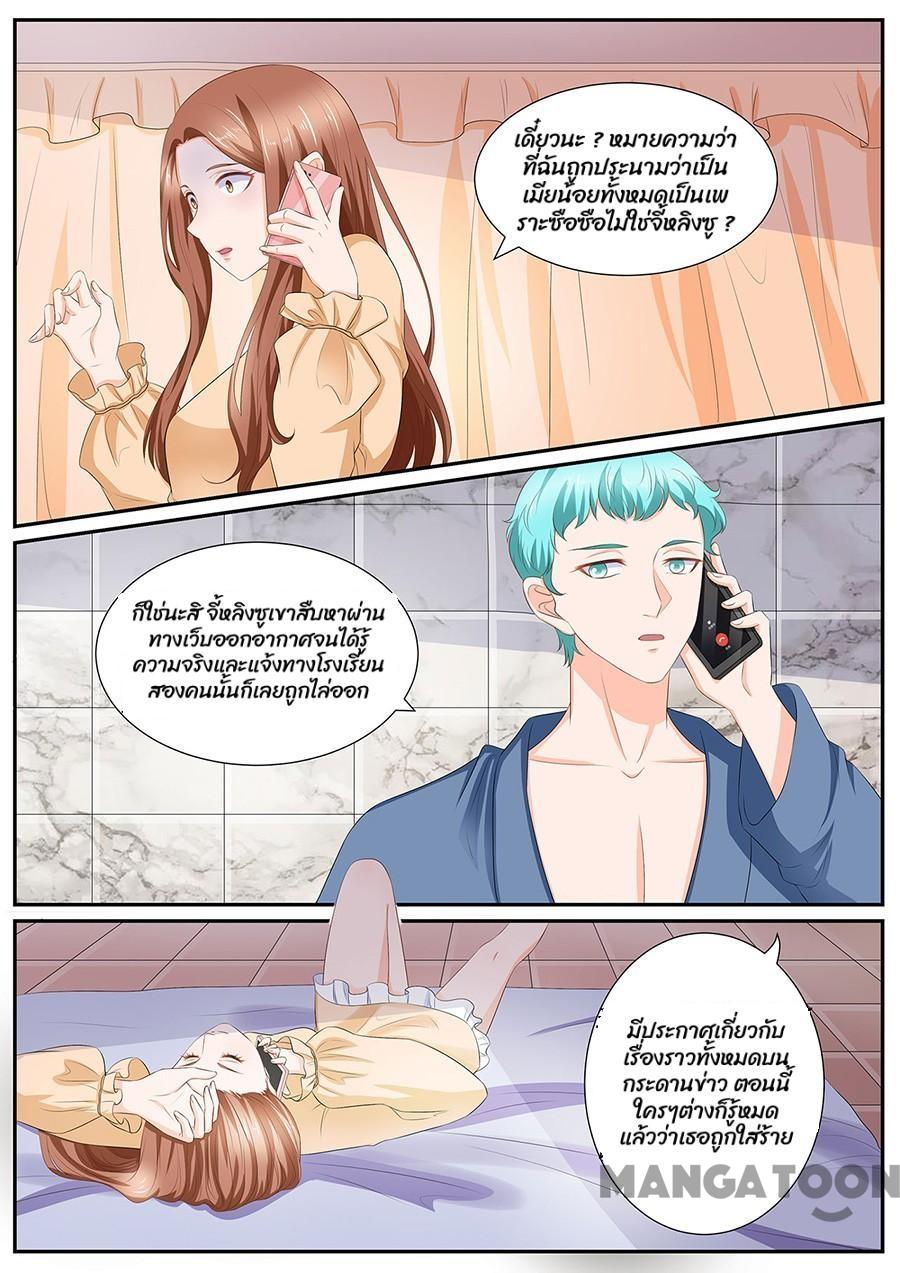 เดี๋ยวนะ ? หมายความว่า
ที่ฉันถูกประนามว่าเป็น
เมียน้อยทั้งหมดเป็นเพ
ราะซือซือไม่ใช่จี้หลิงซู ?
ก็ใช่นะสิ จี้หลิงซูเขาสืบหาผ่าน
ทางเว็บออกอากาศจนได้รู้
ความจริงและแจ้งทางโรงเรียน
สองคนนั้นก็เลยถูกไล่ออก
มีประกาศเกี่ยวกับ
เรื่องราวทั้งหมดบน
กระดานข่าว ตอนนี้
ใครๆต่างก็รู้หมด
แล้วว่าเธอถูกใส่ร้าย
MANGATOON